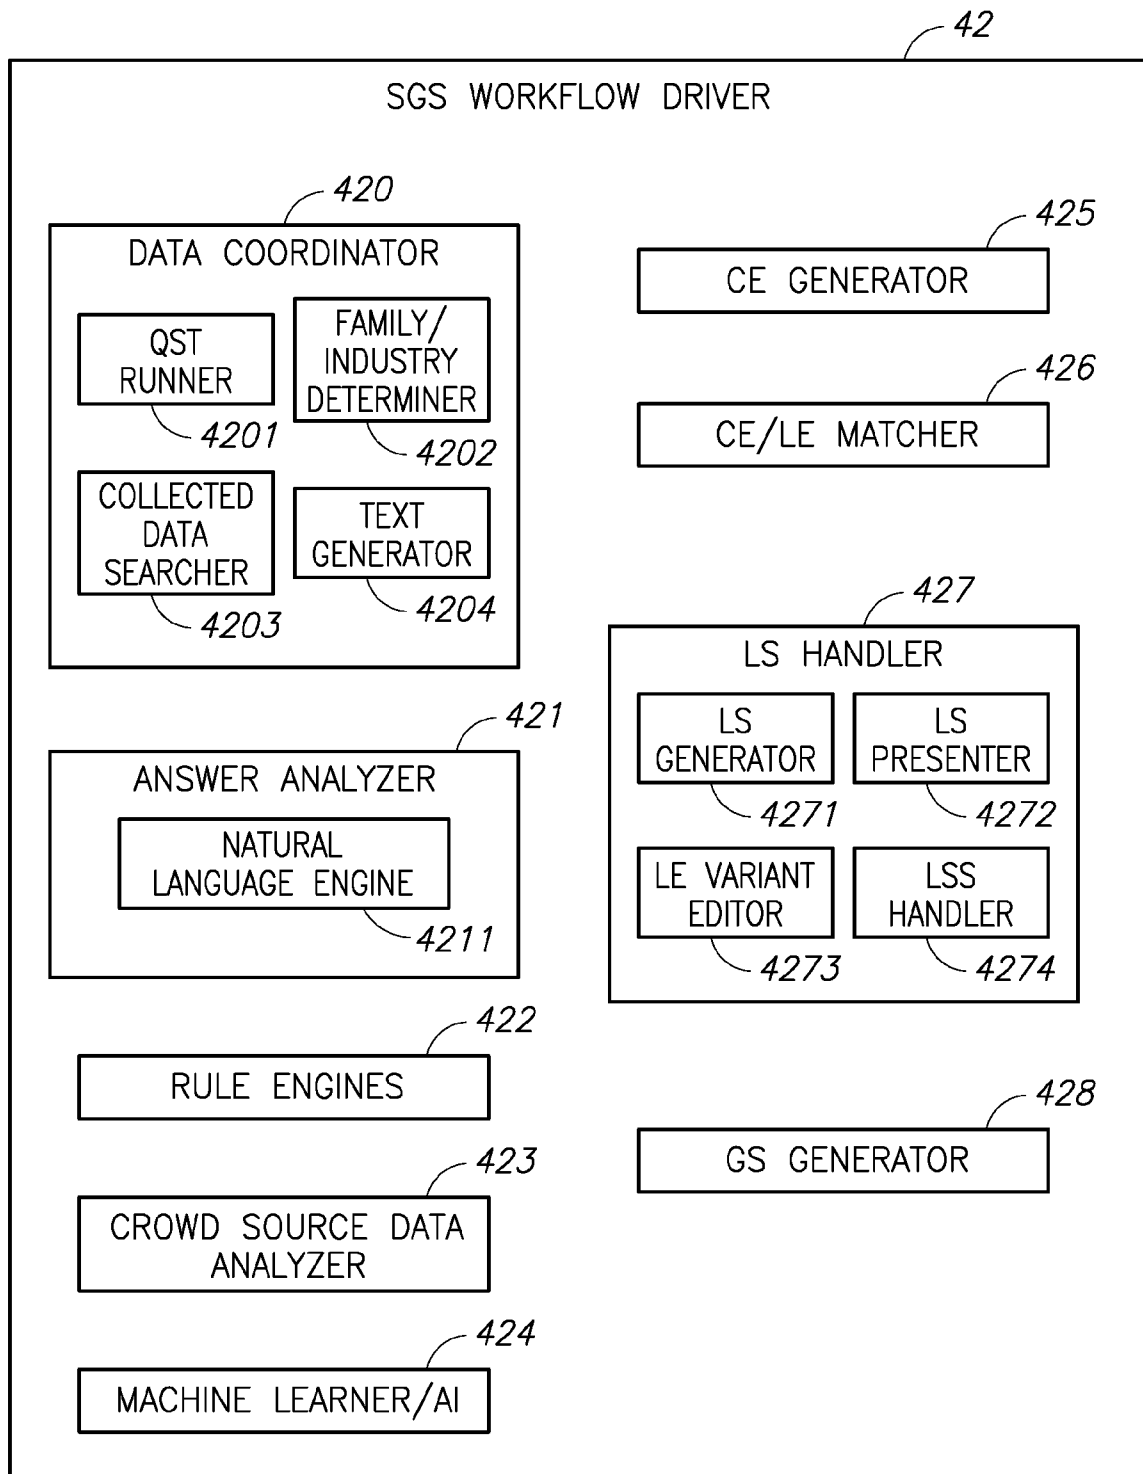 42
SGS WORKFLOW DRIVER
420
DATA COORDINATOR
QST
RUNNER
4201
FAMILY/
INDUSTRY
DETERMINER
4202
COLLECTED
DATA
SEARCHER
4203
TEXT
GENERATOR
4204
421
ANSWER ANALYZER
NATURAL
LANGUAGE ENGINE
4211
422
RULE ENGINES
423
CROWD SOURCE DATA
ANALYZER
424
MACHINE LEARNER/AI
425
CE GENERATOR
426
CE/LE MATCHER
427
LS HANDLER
LS
GENERATOR
4271
LS
PRESENTER
4272
LE VARIANT
EDITOR
4273
LSS
HANDLER
4274
428
GS GENERATOR